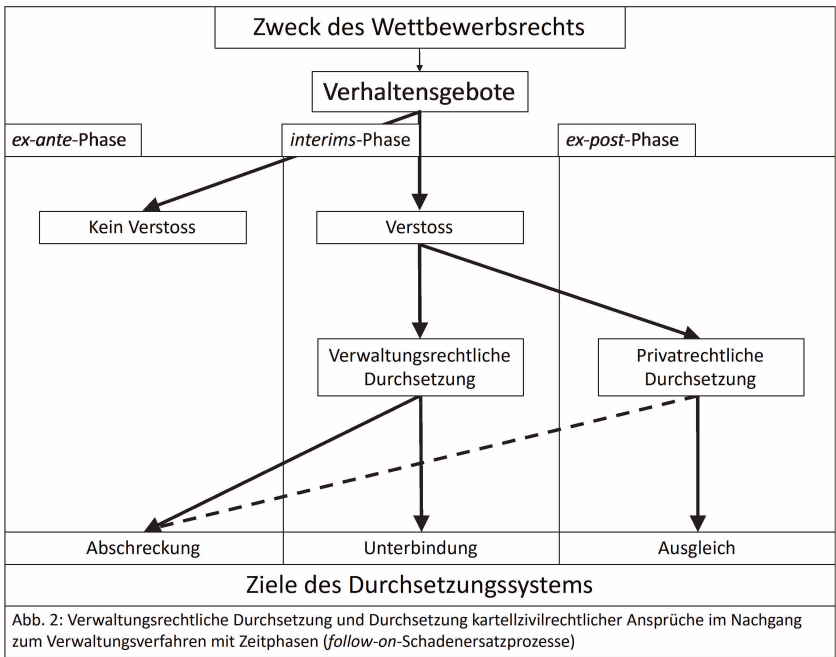 Zweck des Wettbewerbsrechts
Verhaltensgebote
ex-ante-Phase
interims-Phase
ex-post-Phase
Kein Verstoss
Verstoss
Verwaltungsrechtliche
Durchsetzung
Privatrechtliche
Durchsetzung
Abschreckung
Unterbindung
Ausgleich
Ziele des Durchsetzungssystems
Abb. 2: Verwaltungsrechtliche Durchsetzung und Durchsetzung kartellzivilrechtlicher Ansprüche im Nachgang
zum Verwaltungsverfahren mit Zeitphasen (follow-on-Schadenersatzprozesse)